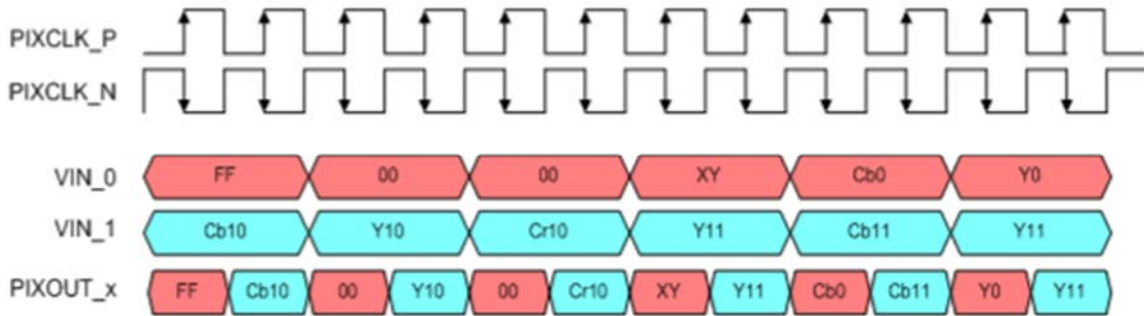 PIXCLK_P
PIXCLK_N
VIN_0 FF 00 00 XY Cb0 Y0
VIN_1 Cb10 Y10 Cr10 Y11 Cb11 Y11
PIXOUT_x FF Cb10 00 Y10 00 Cr10 XY Y11 Cb0 Cb11 Y0 Y11